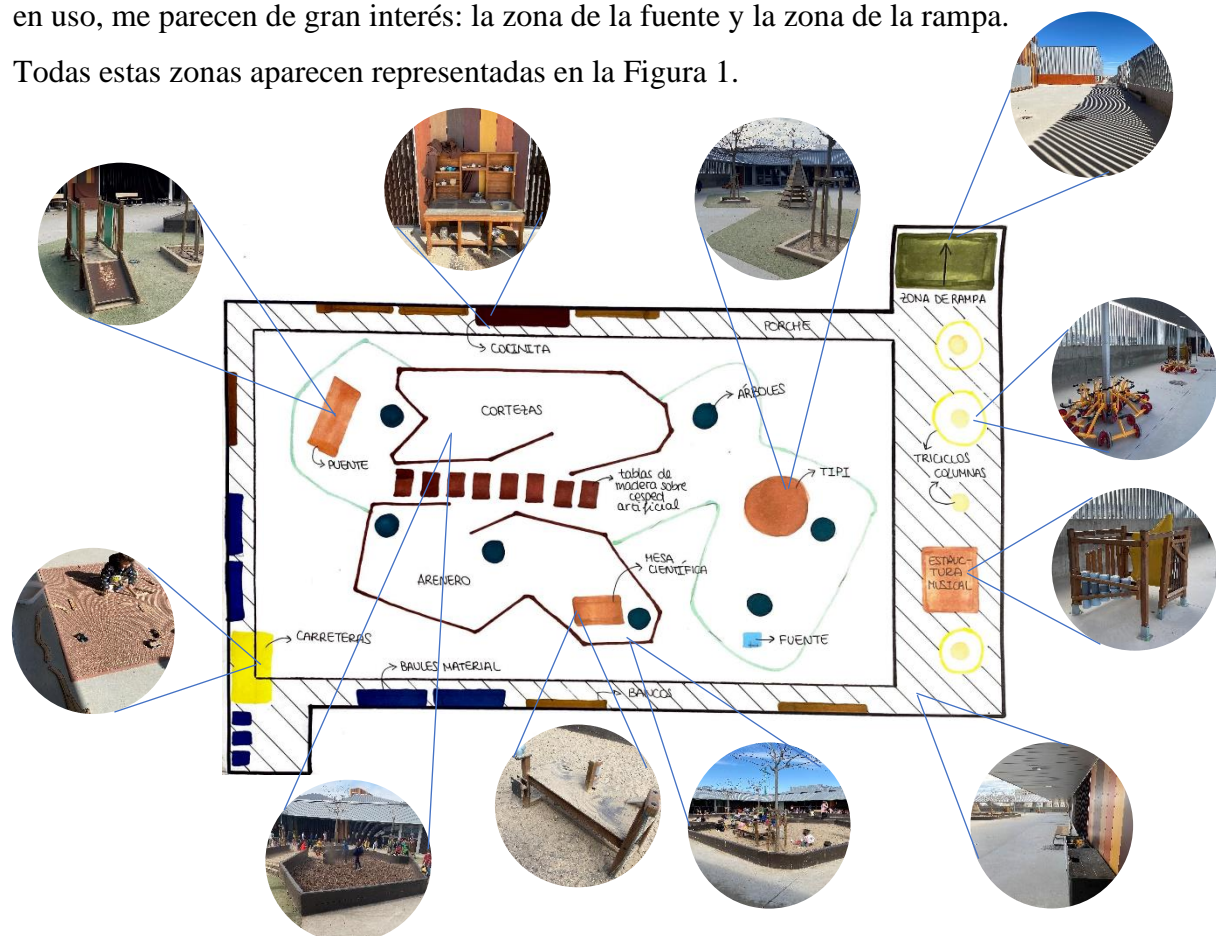 en uso, me parecen de gran interés: la zona de la fuente y la zona de la rampa.
Todas estas zonas aparecen representadas en la Figura 1.
ZONA DE RAMPA
PORCHE
COCINITA
ÁRBOLES
CORTEZAS
TRICICLOS
COLUMNAS
PUENTE
TIPI
tablas de
madera sobre
cesped
artificial
MESA
CIENTÍFICA
ESTRUC-
TURA
MUSICAL
ARENERO
CARRETERAS
FUENTE
BAULES MATERIAL
BANCOS